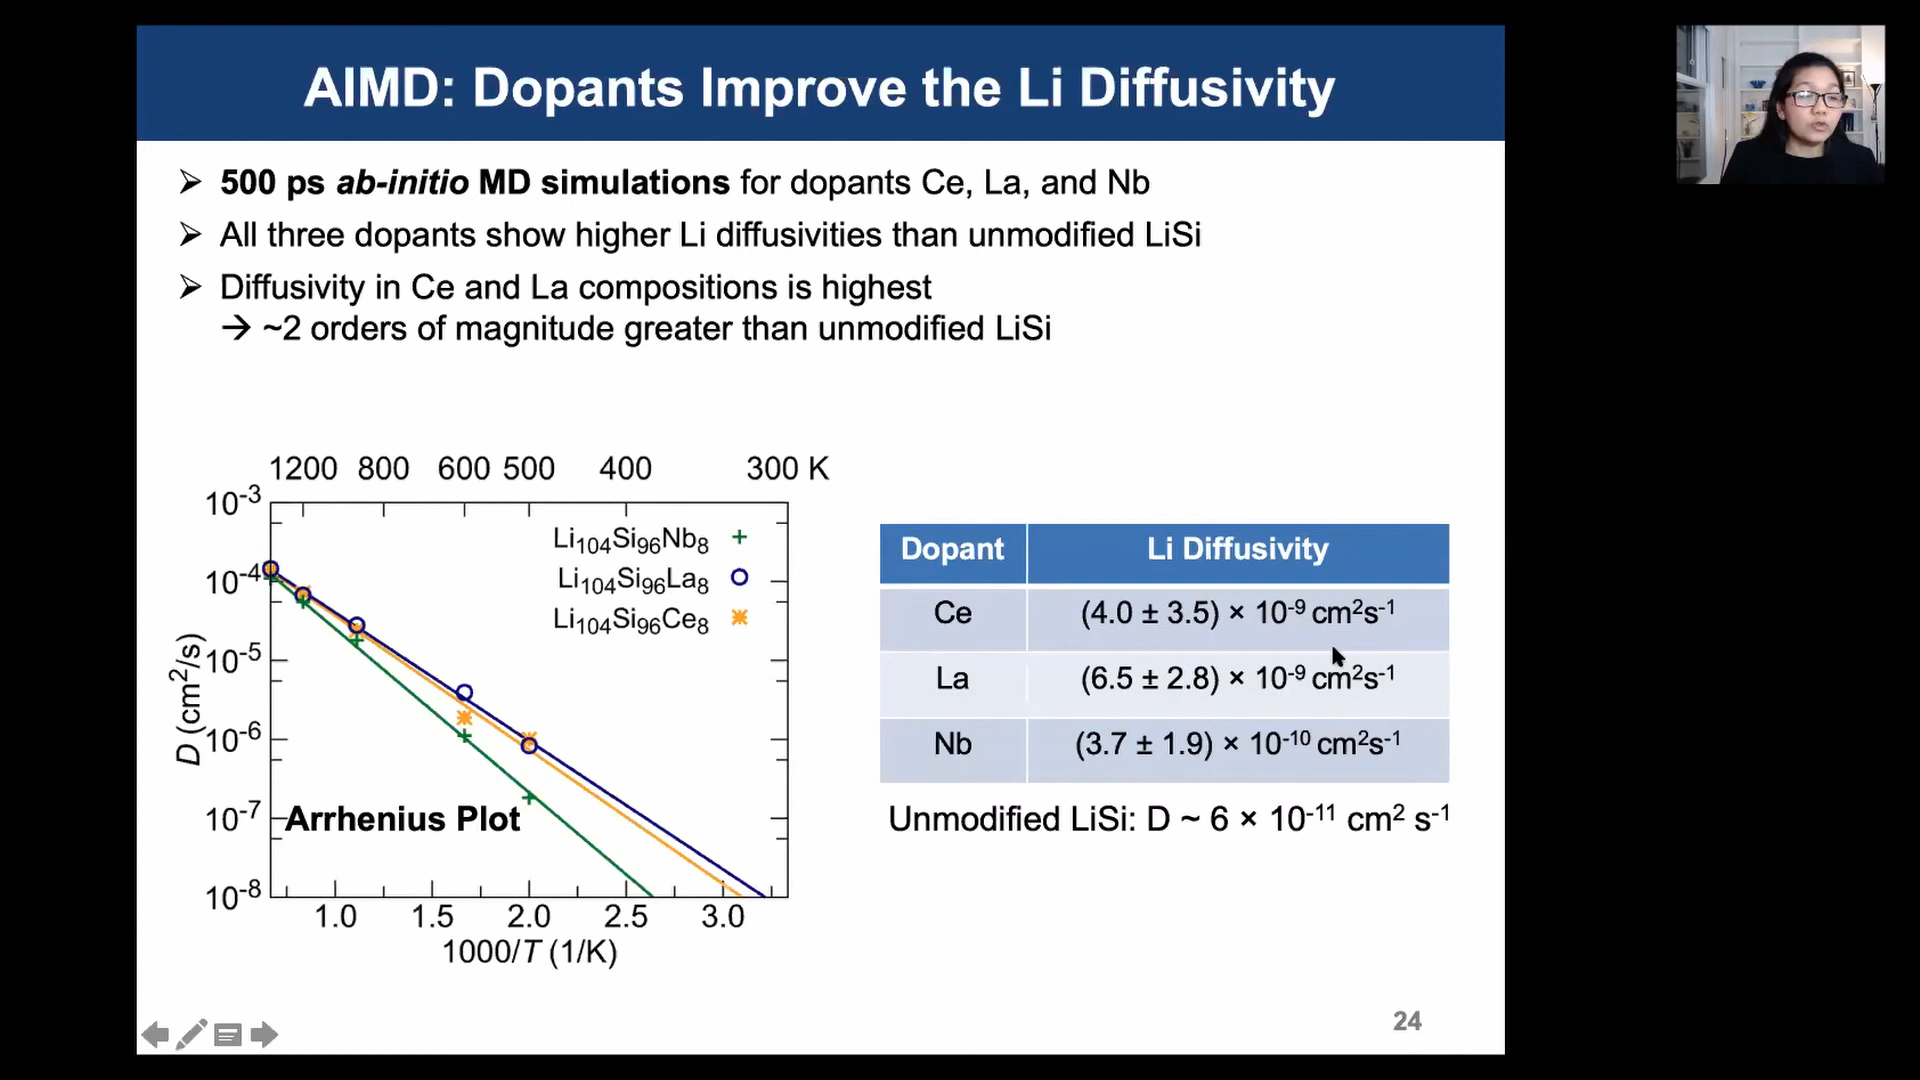 AIMD: Dopants Improve the Li Diffusivity
➢ 500 ps ab-initio MD simulations for dopants Ce, La, and Nb
➢ All three dopants show higher Li diffusivities than unmodified LiSi
➢ Diffusivity in Ce and La compositions is highest
→ ~2 orders of magnitude greater than unmodified LiSi
1200 800 600 500 400 300 K
10⁻³
10⁻⁴
10⁻⁵
10⁻⁶
10⁻⁷
10⁻⁸
D (cm²/s)
Li₁₀₄Si₉₆Nb₈
Li₁₀₄Si₉₆La₈
Li₁₀₄Si₉₆Ce₈
Arrhenius Plot
1.0 1.5 2.0 2.5 3.0
1000/T (1/K)
Dopant Li Diffusivity
Ce (4.0 ± 3.5) × 10⁻⁹ cm²s⁻¹
La (6.5 ± 2.8) × 10⁻⁹ cm²s⁻¹
Nb (3.7 ± 1.9) × 10⁻¹⁰ cm²s⁻¹
Unmodified LiSi: D ~ 6 × 10⁻¹¹ cm² s⁻¹
24